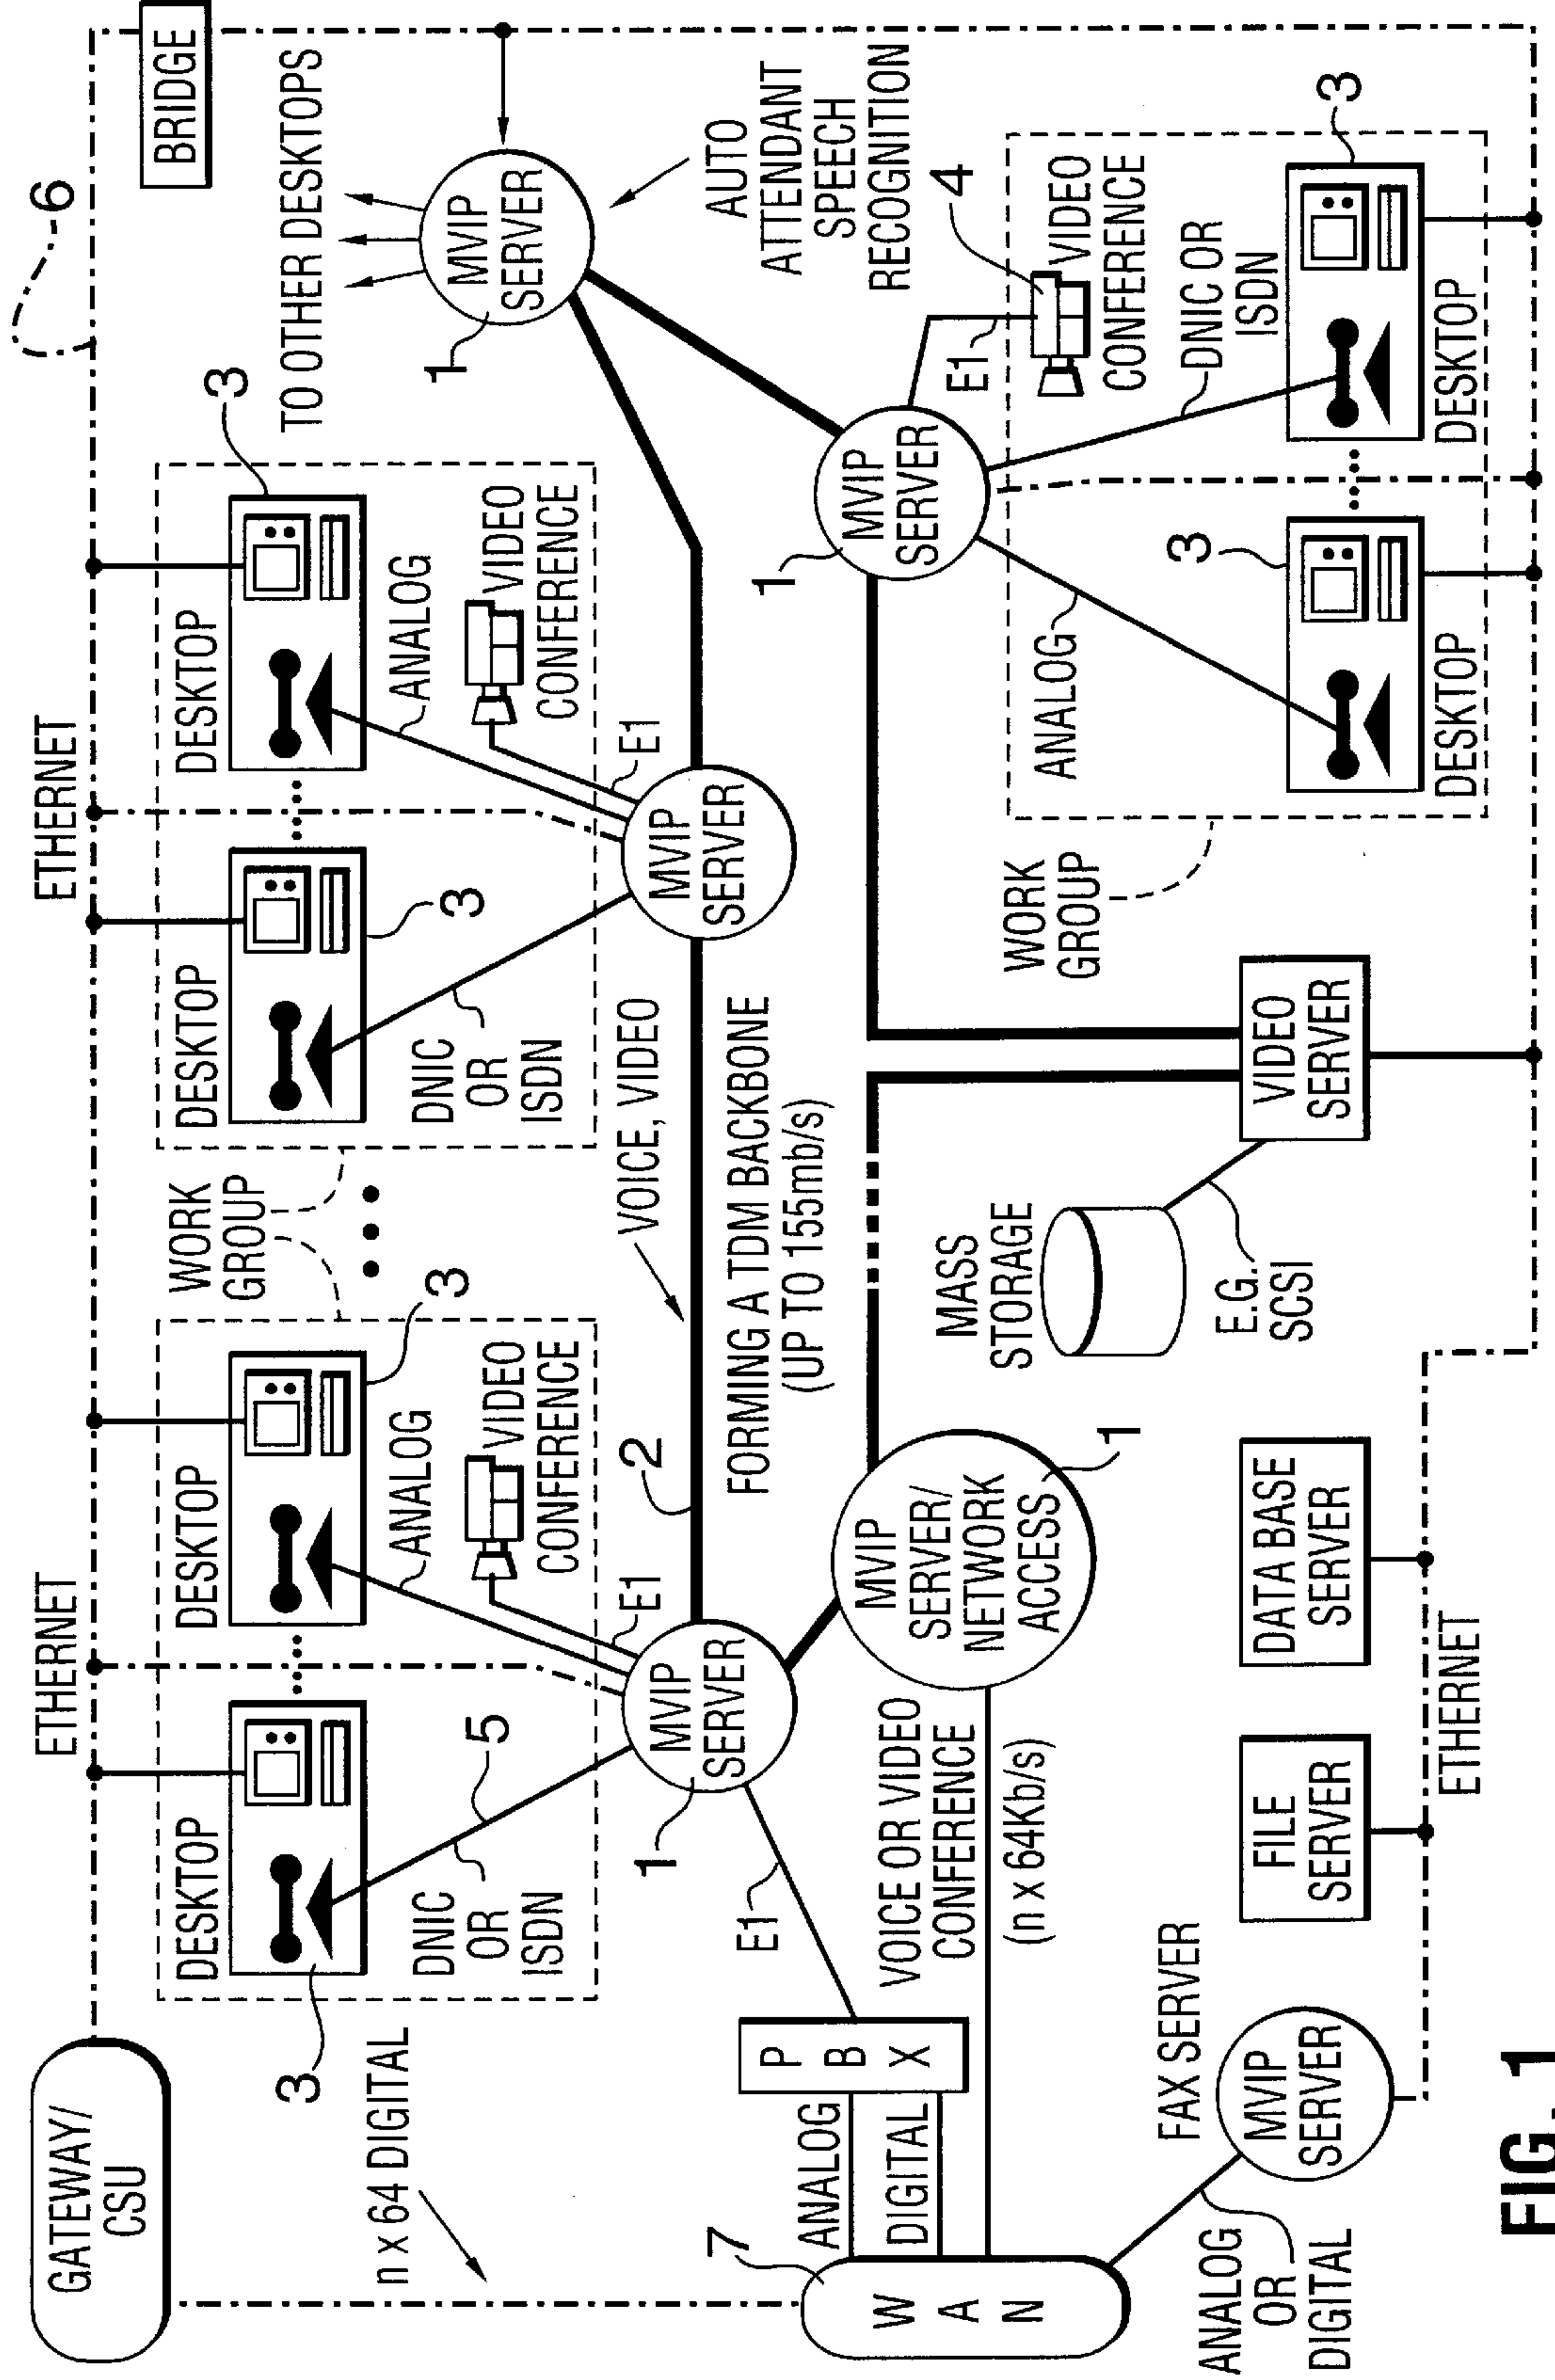 GATEWAY/
CSU
n x 64 DIGITAL
ETHERNET
DESKTOP
DESKTOP
3
3
DNIC
OR
ISDN
5
ANALOG
VIDEO
CONFERENCE
E1
WORK
GROUP
ETHERNET
DESKTOP
DESKTOP
3
3
DNIC
OR
ISDN
ANALOG
VIDEO
CONFERENCE
E1
6
BRIDGE
TO OTHER DESKTOPS
MVIP
SERVER
1
AUTO
ATTENDANT
SPEECH
RECOGNITION
MVIP
SERVER
1
2
VOICE, VIDEO
FORMING A TDM BACKBONE
(UP TO 155mb/s)
MVIP
SERVER
7
W
A
N
ANALOG
DIGITAL
P
B
X
E1
VOICE OR VIDEO
CONFERENCE
(n x 64Kb/s)
MVIP
SERVER/
NETWORK
ACCESS
1
MVIP
SERVER
1
E1
4
VIDEO
CONFERENCE
ANALOG
DNIC OR
ISDN
3
3
DESKTOP
DESKTOP
WORK
GROUP
MASS
STORAGE
E.G.
SCSI
VIDEO
SERVER
ANALOG
OR
DIGITAL
FAX SERVER
MVIP
SERVER
FILE
SERVER
DATA BASE
SERVER
ETHERNET
FIG. 1